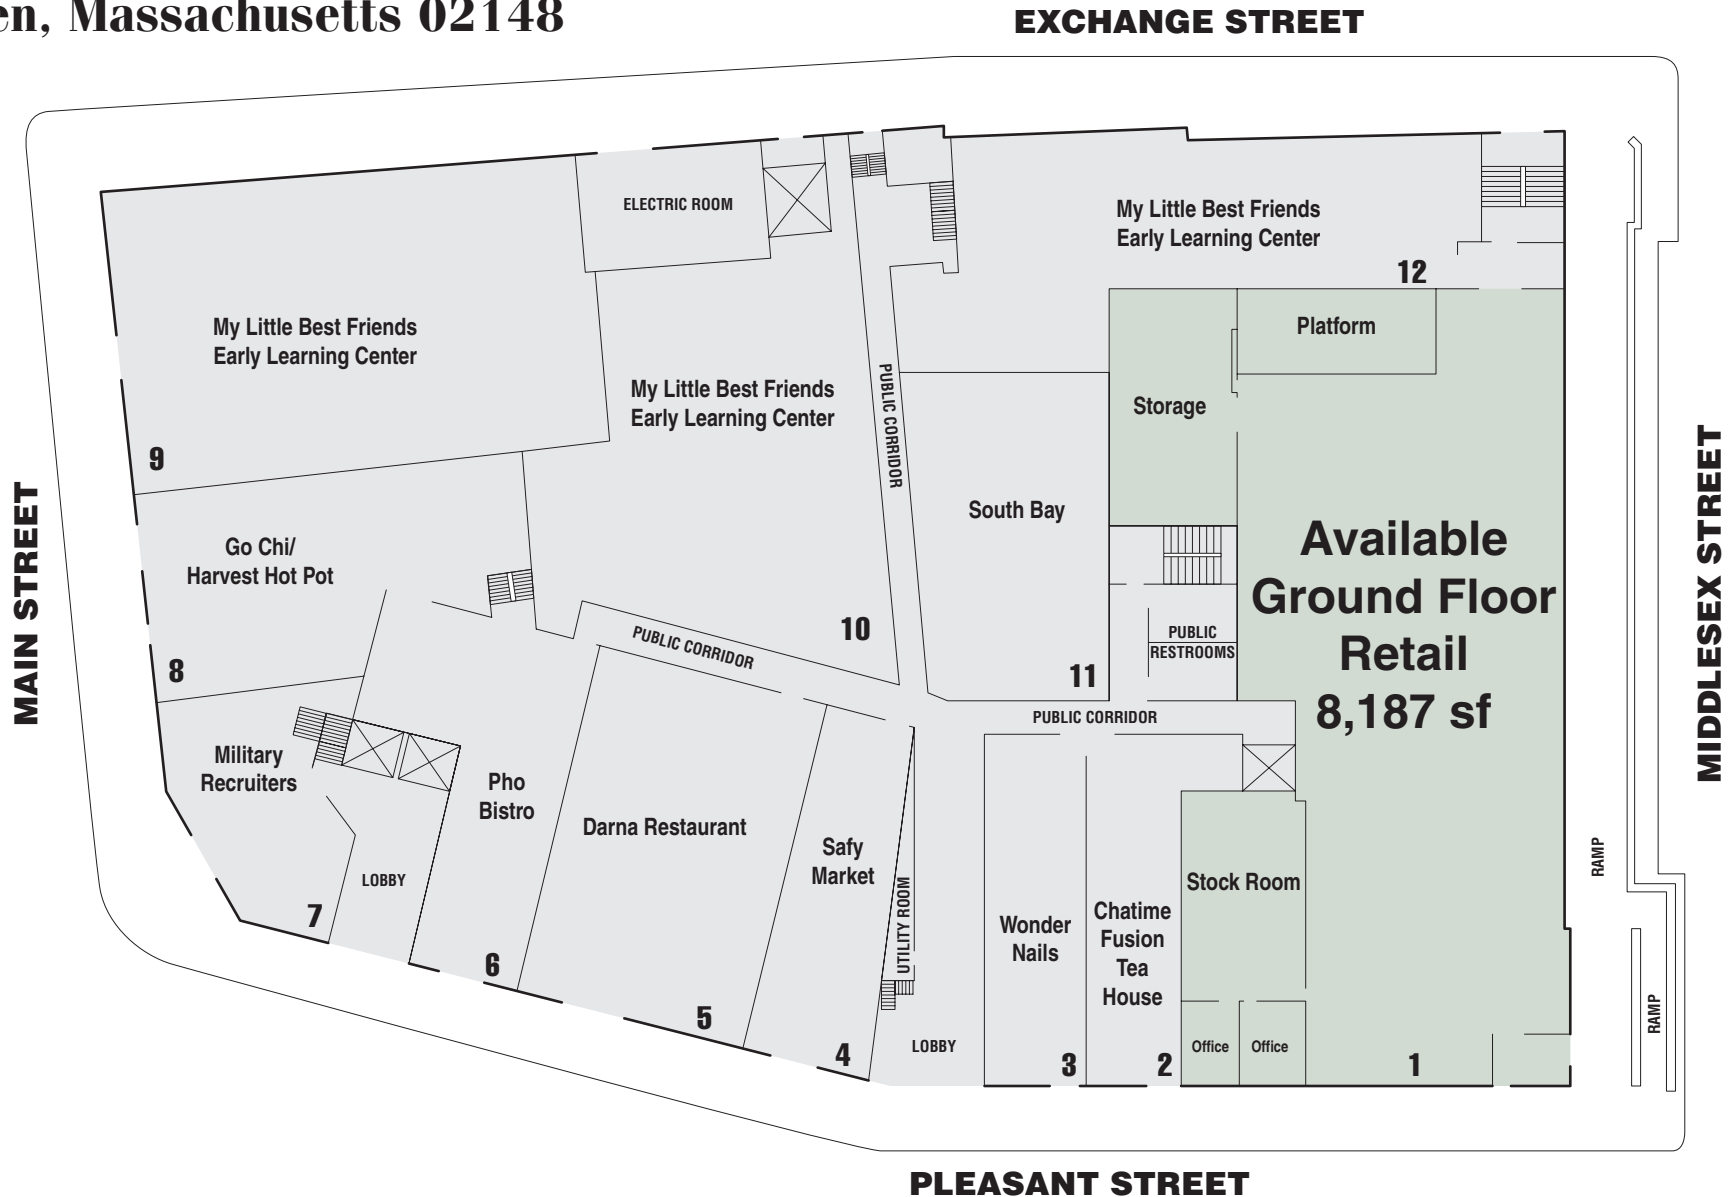 en, Massachusetts 02148
EXCHANGE STREET
ELECTRIC ROOM
My Little Best Friends
Early Learning Center
12
My Little Best Friends
Early Learning Center
9
My Little Best Friends
Early Learning Center
10
PUBLIC CORRIDOR
Platform
Storage
South Bay
11
Available
Ground Floor
Retail
8,187 sf
MAIN STREET
MIDDLESEX STREET
Go Chi/
Harvest Hot Pot
8
PUBLIC CORRIDOR
PUBLIC
RESTROOMS
PUBLIC CORRIDOR
Military
Recruiters
7
LOBBY
Pho
Bistro
6
Darna Restaurant
5
Safy
Market
4
UTILITY ROOM
LOBBY
Wonder
Nails
3
Chatime
Fusion
Tea
House
2
Stock Room
Office
Office
1
RAMP
RAMP
PLEASANT STREET